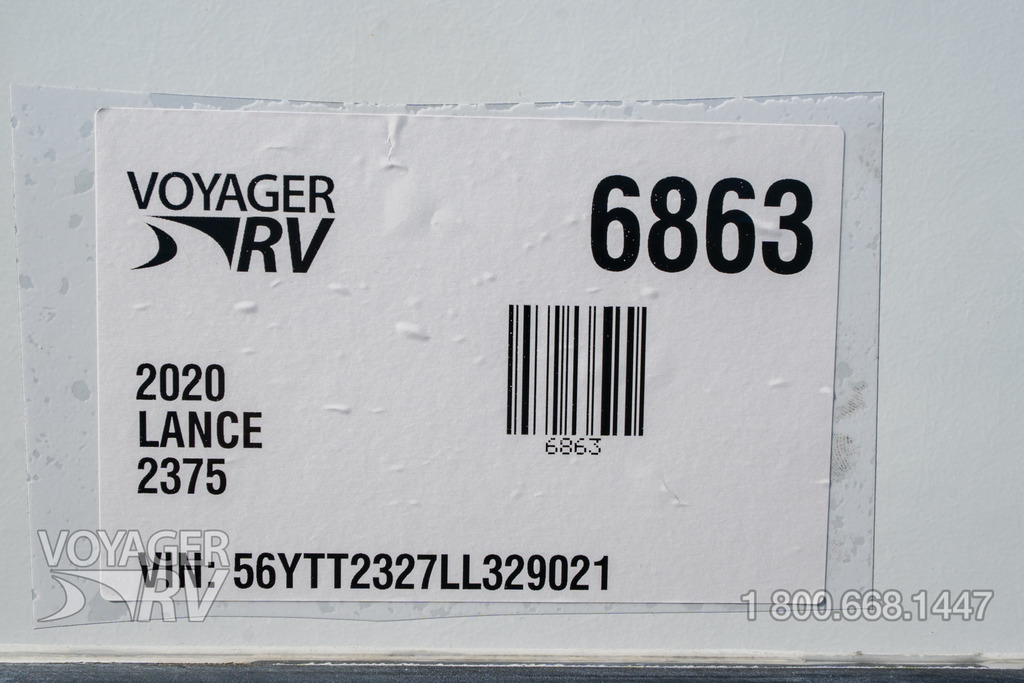 VOYAGER
RV
6863
6863
2020
LANCE
2375
VIN: 56YTT2327LL329021
VOYAGER
RV
1 800.668.1447